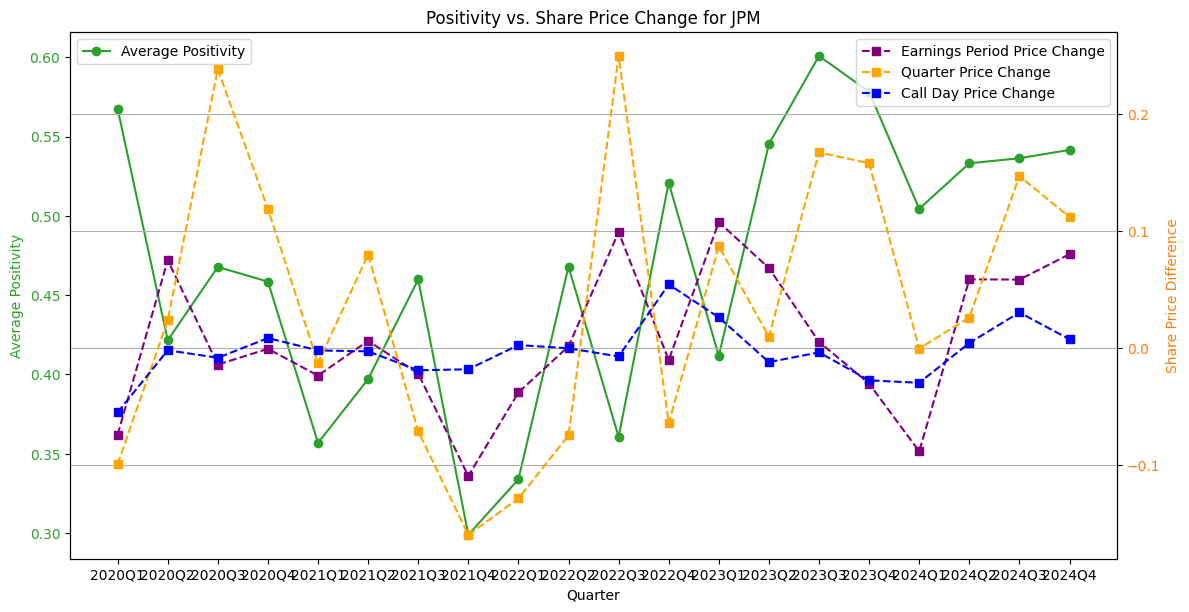 Positivity vs. Share Price Change for JPM
Average Positivity
Earnings Period Price Change
Quarter Price Change
Call Day Price Change
0.60
0.55
0.50
0.45
0.40
0.35
0.30
Average Positivity
0.2
0.1
0.0
−0.1
Share Price Difference
2020Q1 2020Q2 2020Q3 2020Q4 2021Q1 2021Q2 2021Q3 2021Q4 2022Q1 2022Q2 2022Q3 2022Q4 2023Q1 2023Q2 2023Q3 2023Q4 2024Q1 2024Q2 2024Q3 2024Q4
Quarter